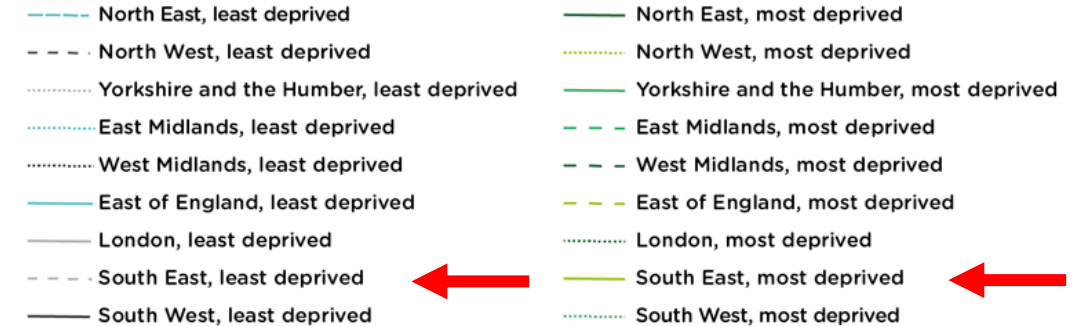 North East, least deprived
North West, least deprived
Yorkshire and the Humber, least deprived
East Midlands, least deprived
West Midlands, least deprived
East of England, least deprived
London, least deprived
South East, least deprived
South West, least deprived
North East, most deprived
North West, most deprived
Yorkshire and the Humber, most deprived
East Midlands, most deprived
West Midlands, most deprived
East of England, most deprived
London, most deprived
South East, most deprived
South West, most deprived